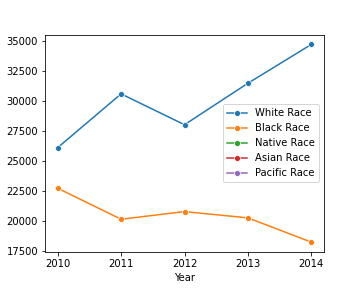 35000
32500
30000
27500
25000
22500
20000
17500
White Race
Black Race
Native Race
Asian Race
Pacific Race
2010 2011 2012 2013 2014
Year